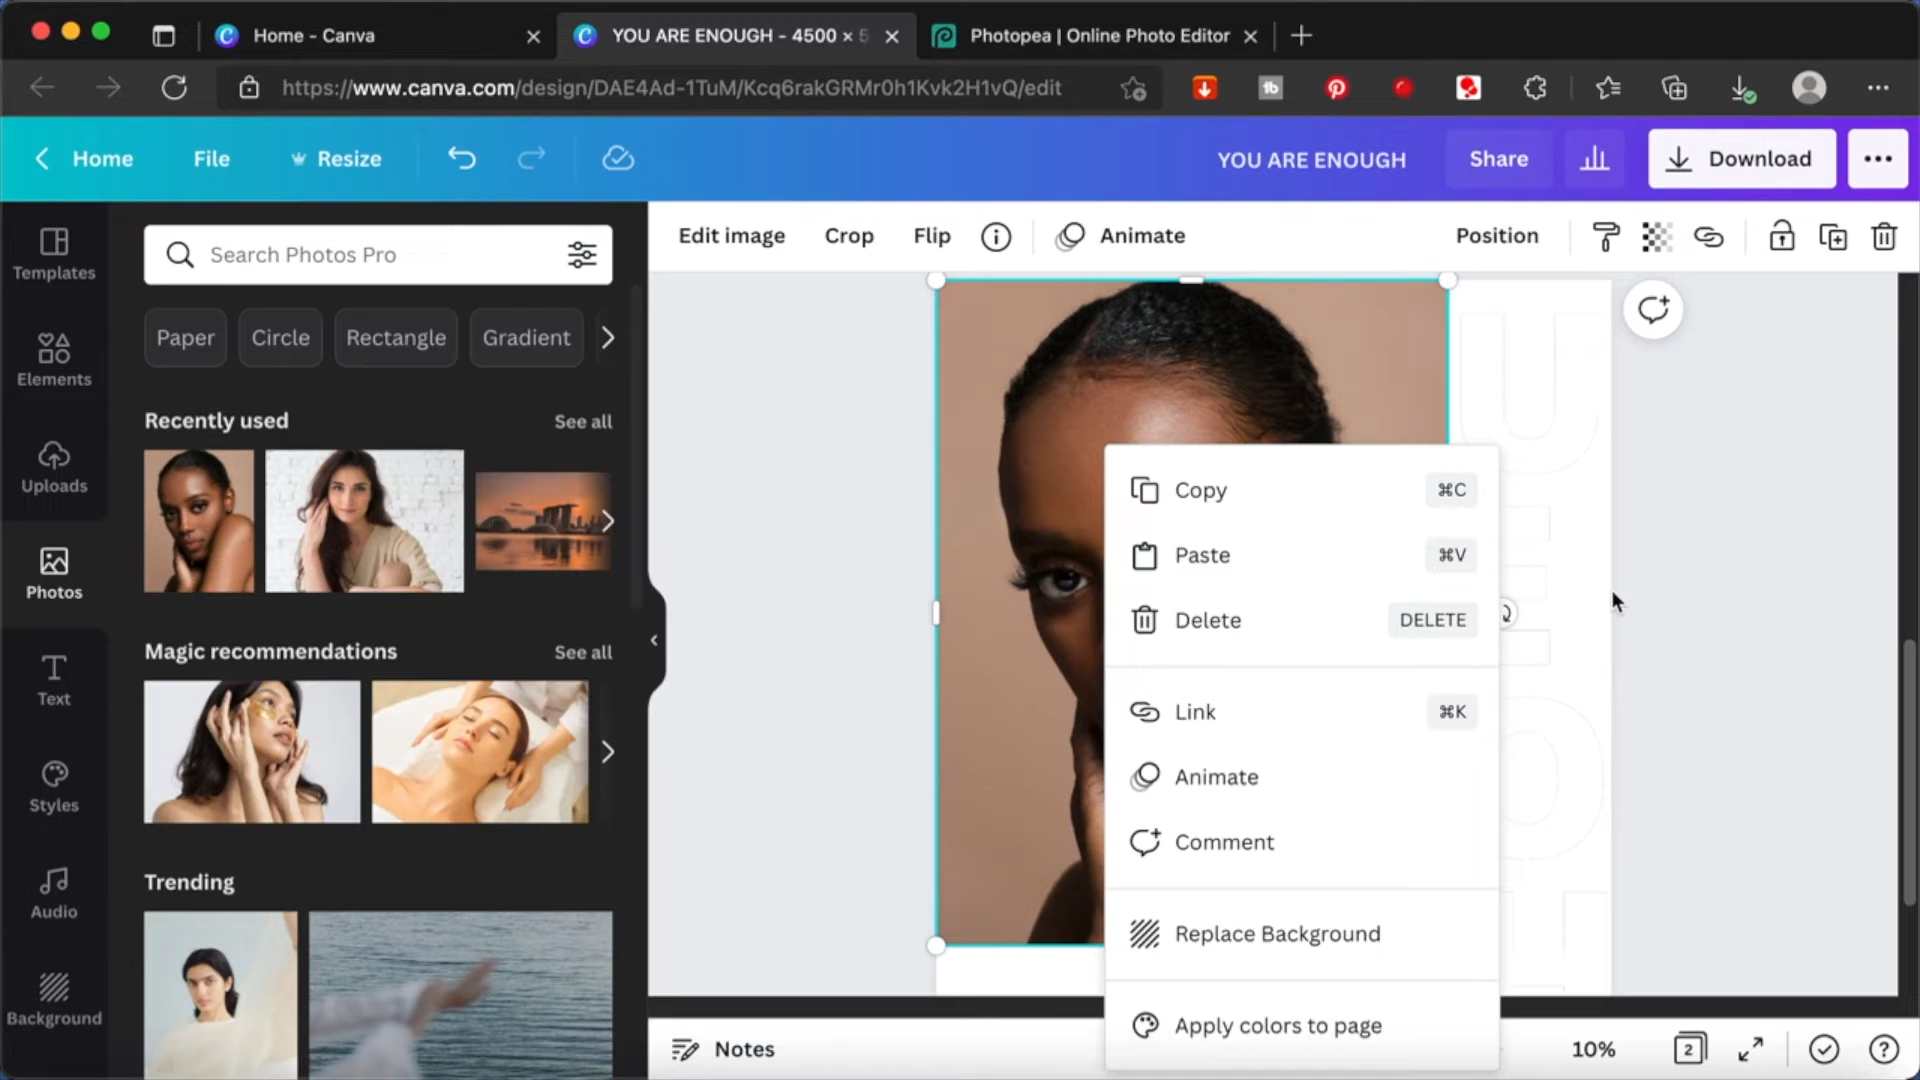 Home - Canva
YOU ARE ENOUGH - 4500 × 5
Photopea | Online Photo Editor
https://www.canva.com/design/DAE4Ad-1TuM/Kcq6rakGRMr0h1Kvk2H1vQ/edit
Home
File
Resize
YOU ARE ENOUGH
Share
Download
Templates
Elements
Uploads
Photos
Text
Styles
Audio
Background
Search Photos Pro
Paper
Circle
Rectangle
Gradient
Recently used
See all
Magic recommendations
See all
Trending
Edit image
Crop
Flip
Animate
Position
Copy
⌘C
Paste
⌘V
Delete
DELETE
Link
⌘K
Animate
Comment
Replace Background
Apply colors to page
Notes
10%
2